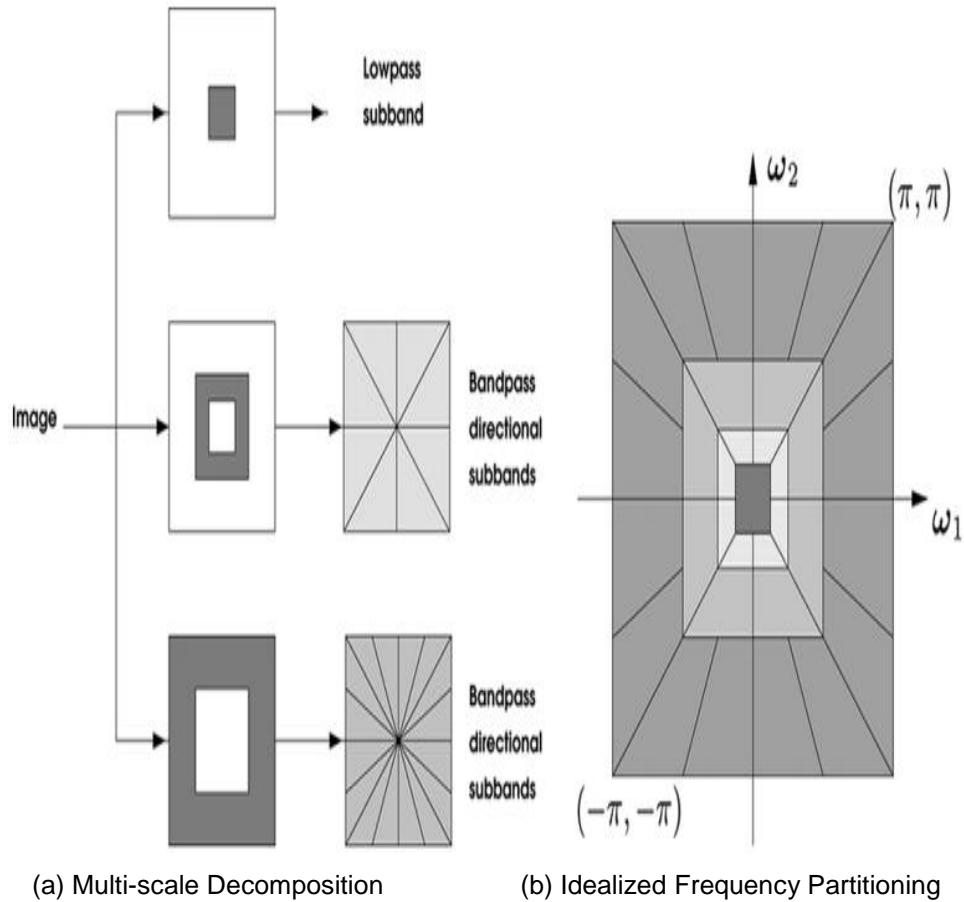 Lowpass
subband
Image
Bandpass
directional
subbands
Bandpass
directional
subbands
ω₂
(π, π)
ω₁
(−π, −π)
(a) Multi-scale Decomposition
(b) Idealized Frequency Partitioning